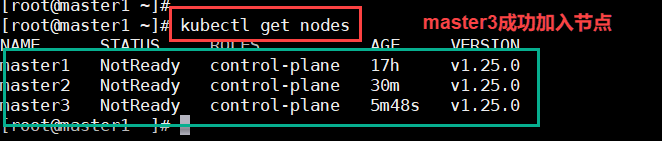 [root@master1 ~]#
[root@master1 ~]# kubectl get nodes
master3成功加入节点
NAME STATUS ROLES AGE VERSION
master1 NotReady control-plane 17h v1.25.0
master2 NotReady control-plane 30m v1.25.0
master3 NotReady control-plane 5m48s v1.25.0
[root@master1 ~]#